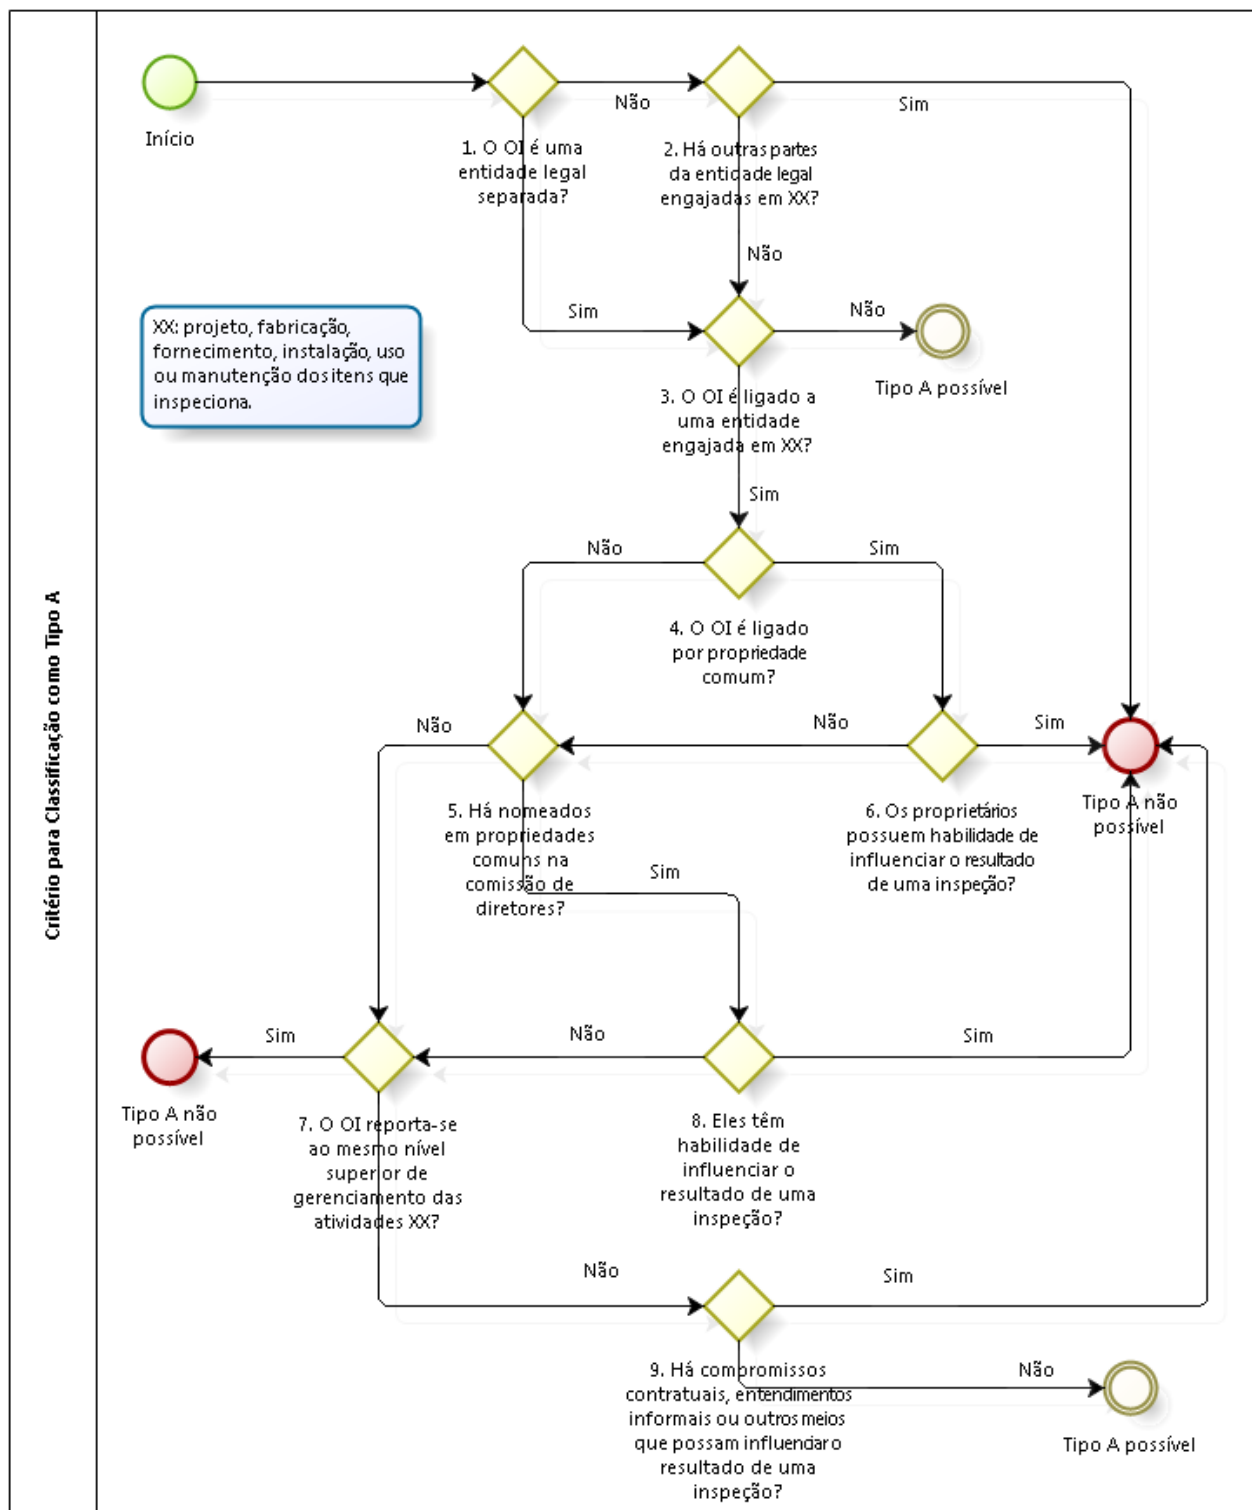 Critério para Classificação como Tipo A
Início
Não
Sim
1. O OI é uma
entidade legal
separada?
2. Há outras partes
da entidade legal
engajadas em XX?
Não
Sim
Não
XX: projeto, fabricação,
fornecimento, instalação, uso
ou manutenção dos itens que
inspeciona.
Tipo A possível
3. O OI é ligado a
uma entidade
engajada em XX?
Sim
Não
Sim
4. O OI é ligado
por propriedade
comum?
Não
Não
Sim
5. Há nomeados
em propriedades
comuns na
comissão de
diretores?
6. Os proprietários
possuem habilidade de
influenciar o resultado
de uma inspeção?
Tipo A não
possível
Sim
Sim
Não
Sim
Tipo A não
possível
7. O OI reporta-se
ao mesmo nível
superior de
gerenciamento das
atividades XX?
8. Eles têm
habilidade de
influenciar o
resultado de uma
inspeção?
Não
Sim
9. Há compromissos
contratuais, entendimentos
informais ou outros meios
que possam influenciar o
resultado de uma
inspeção?
Não
Tipo A possível